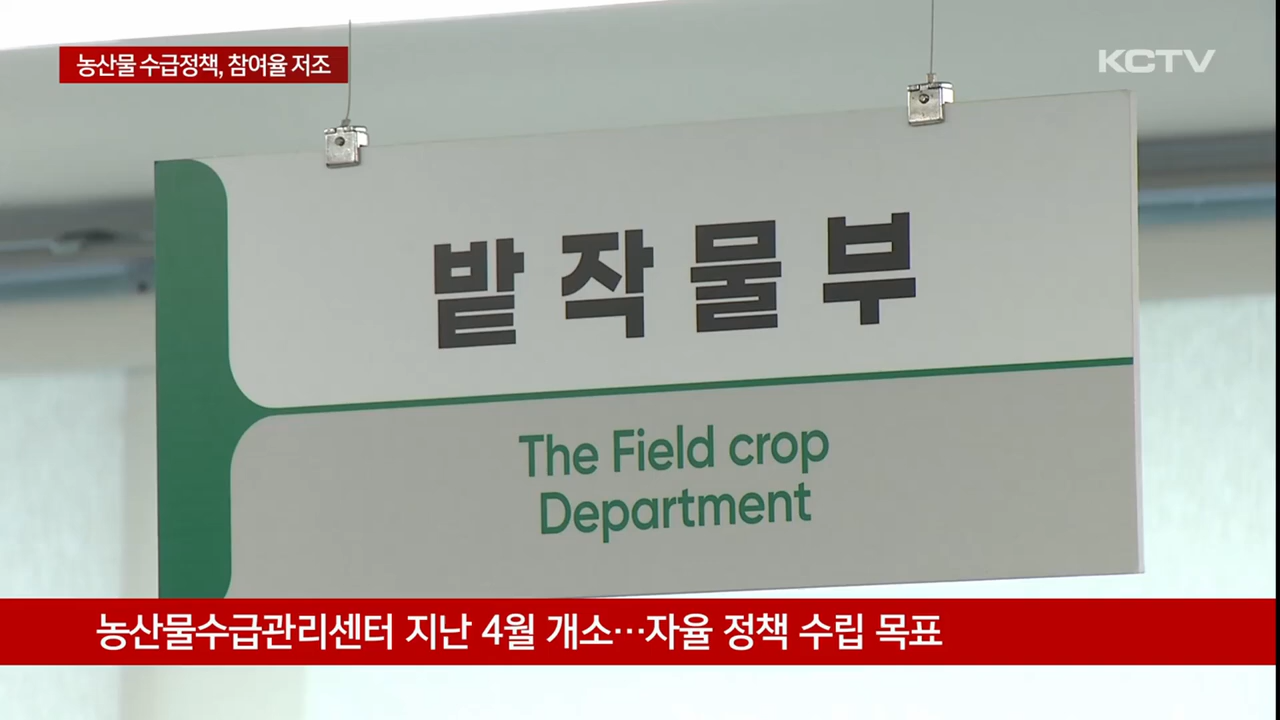 농산물 수급정책, 참여율 저조
KCTV
밭작물부
The Field crop
Department
농산물수급관리센터 지난 4월 개소…자율 정책 수립 목표